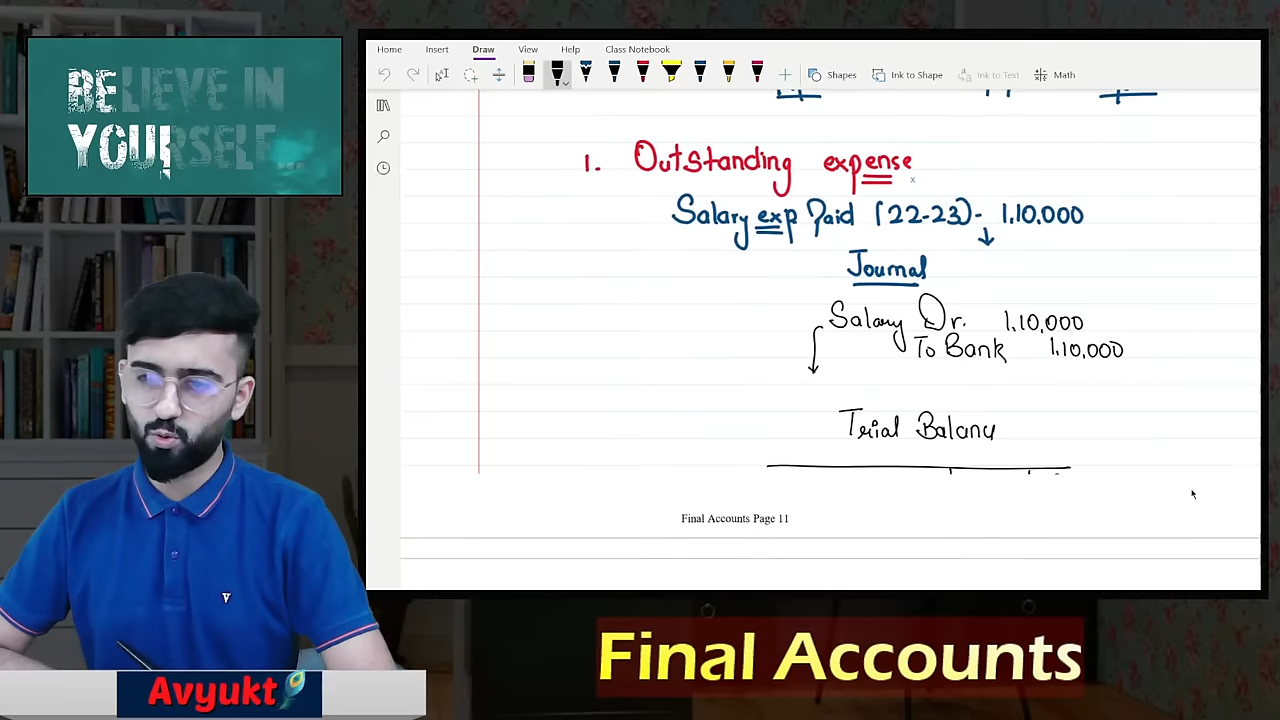 BELIEVE IN
YOURSELF...
Home Insert Draw View Help Class Notebook
Shapes Ink to Shape Ink to Text Math
1. Outstanding expense
x
Salary exp Paid (22-23)- 1,10,000
Journal
Salary Dr. 1,10,000
To Bank 1,10,000
Trial Balance
Final Accounts Page 11
V
Final Accounts
Avyukt